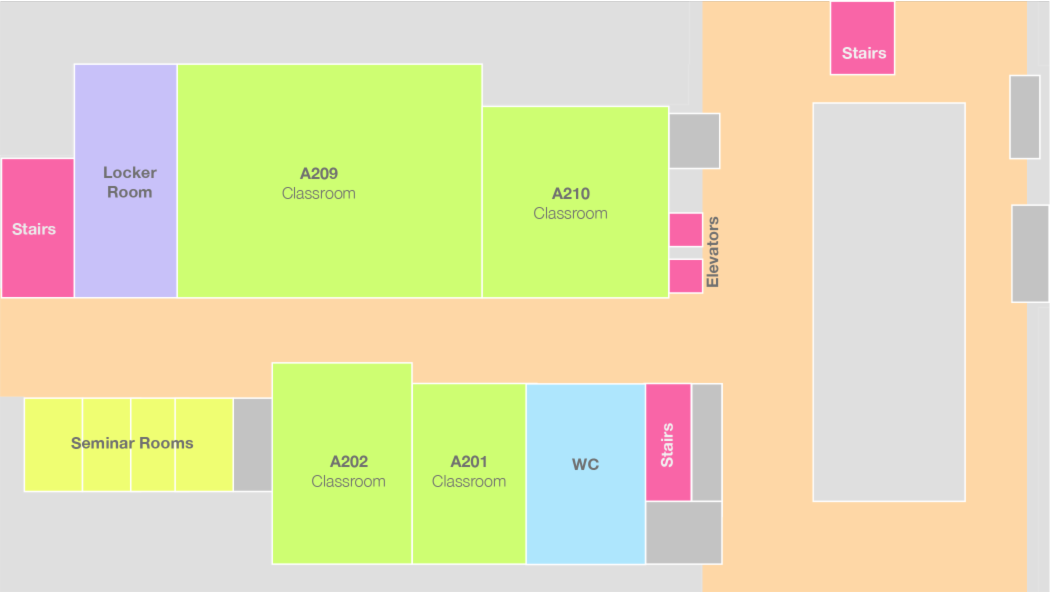 Stairs
Locker
Room
A209
Classroom
A210
Classroom
Stairs
Elevators
Seminar Rooms
A202
Classroom
A201
Classroom
WC
Stairs